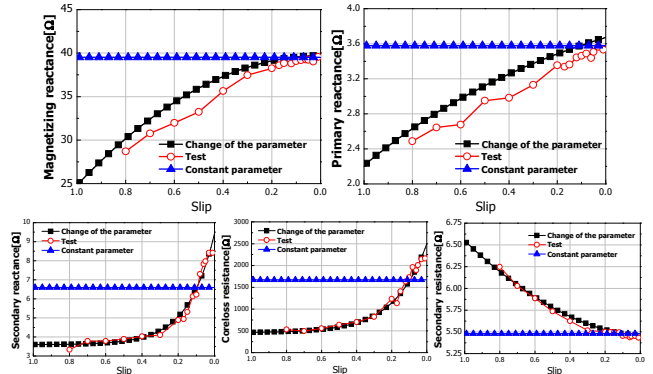 Magnetizing reactance[Ω]
45
40
35
30
25
1.0 0.8 0.6 0.4 0.2 0.0
Slip
Change of the parameter
Test
Constant parameter
Primary reactance[Ω]
4.0
3.6
3.2
2.8
2.4
2.0
1.0 0.8 0.6 0.4 0.2 0.0
Slip
Change of the parameter
Test
Constant parameter
Secondary reactance[Ω]
10
9
8
7
6
5
4
3
1.0 0.8 0.6 0.4 0.2 0.0
Slip
Change of the parameter
Test
Constant parameter
Coreloss resistance[Ω]
3000
2500
2000
1500
1000
500
0
1.0 0.8 0.6 0.4 0.2 0.0
Slip
Change of the parameter
Test
Constant parameter
Secondary resistance[Ω]
6.75
6.50
6.25
6.00
5.75
5.50
5.25
1.0 0.8 0.6 0.4 0.2 0.0
Slip
Change of the parameter
Test
Constant parameter